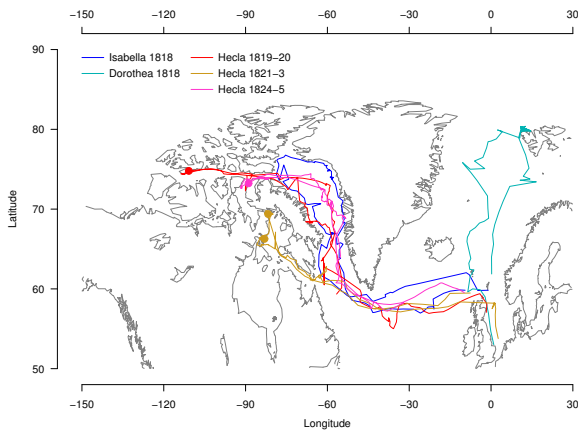 −150 −120 −90 −60 −30 0 30
90
Isabella 1818 Hecla 1819−20
Dorothea 1818 Hecla 1821−3
Hecla 1824−5
80
70
Latitude
60
50
−150 −120 −90 −60 −30 0 30
Longitude